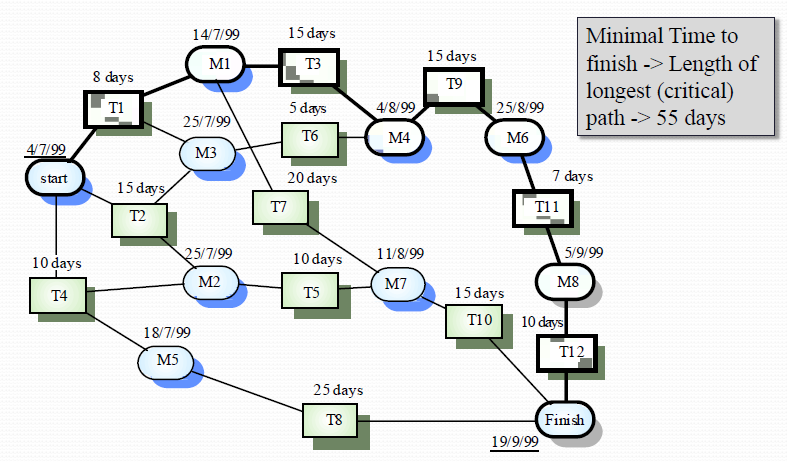 14/7/99
15 days
Minimal Time to
finish -> Length of
longest (critical)
path -> 55 days
M1
T3
15 days
8 days
T9
T1
5 days
4/8/99
25/8/99
25/7/99
T6
M4
M6
M3
4/7/99
start
15 days
20 days
7 days
T2
T7
T11
25/7/99
11/8/99
5/9/99
10 days
10 days
M2
M7
M8
T4
T5
15 days
18/7/99
T10
10 days
M5
T12
25 days
T8
Finish
19/9/99